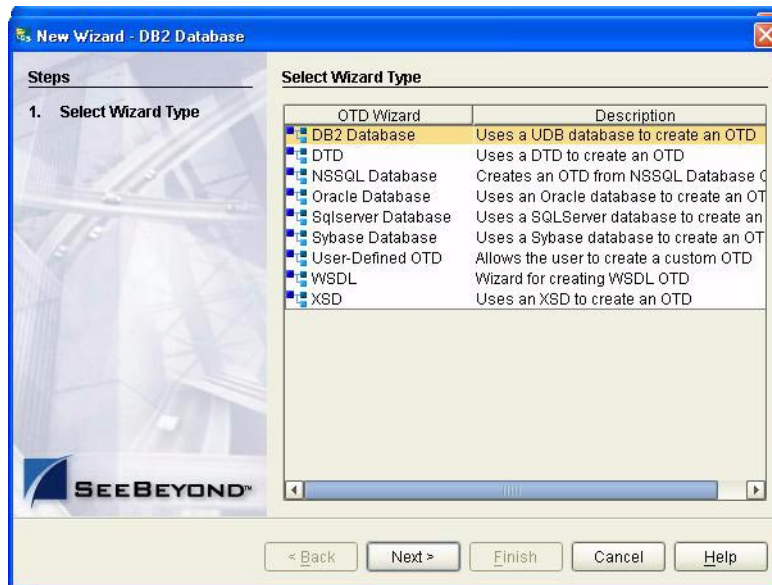 New Wizard - DB2 Database
Steps
1. Select Wizard Type
Select Wizard Type
OTD Wizard Description
DB2 Database Uses a UDB database to create an OTD
DTD Uses a DTD to create an OTD
NSSQL Database Creates an OTD from NSSQL Database
Oracle Database Uses an Oracle database to create an OT
Sqlserver Database Uses a SQLServer database to create an
Sybase Database Uses a Sybase database to create an OT
User-Defined OTD Allows the user to create a custom OTD
WSDL Wizard for creating WSDL OTD
XSD Uses an XSD to create an OTD
SEEBEYOND™
< Back Next > Finish Cancel Help